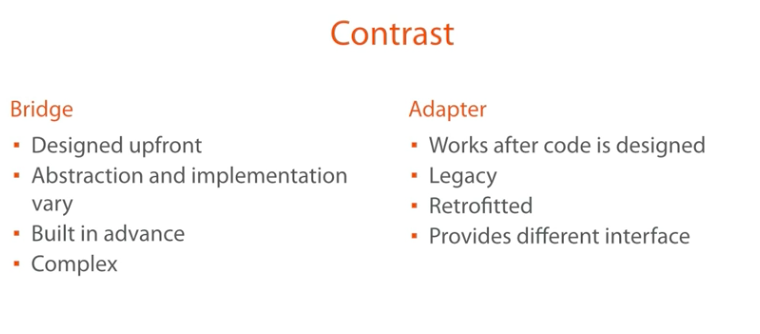 Contrast
Bridge
▪ Designed upfront
▪ Abstraction and implementation
vary
▪ Built in advance
▪ Complex
Adapter
▪ Works after code is designed
▪ Legacy
▪ Retrofitted
▪ Provides different interface